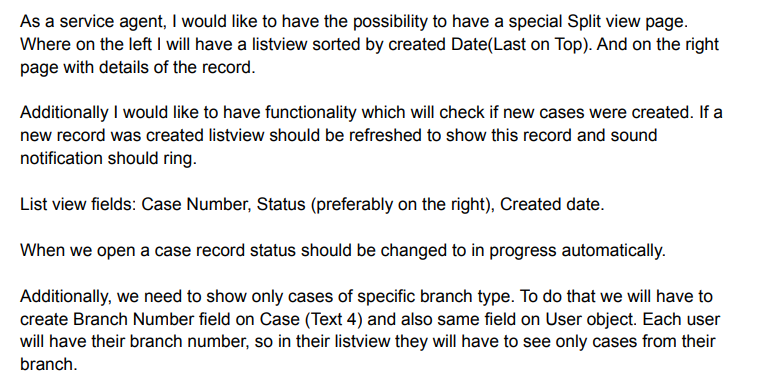 As a service agent, I would like to have the possibility to have a special Split view page.
Where on the left I will have a listview sorted by created Date(Last on Top). And on the right
page with details of the record.
Additionally I would like to have functionality which will check if new cases were created. If a
new record was created listview should be refreshed to show this record and sound
notification should ring.
List view fields: Case Number, Status (preferably on the right), Created date.
When we open a case record status should be changed to in progress automatically.
Additionally, we need to show only cases of specific branch type. To do that we will have to
create Branch Number field on Case (Text 4) and also same field on User object. Each user
will have their branch number, so in their listview they will have to see only cases from their
branch.